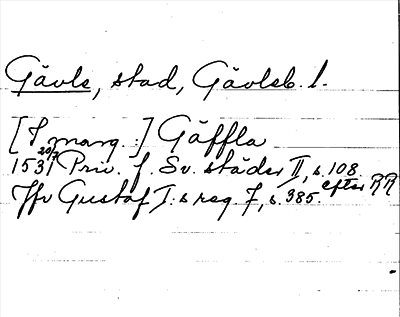 Gävle, stad, Gävleb. l.
[I marg.:] Gäffla
1531 20/7 Priv. f. Sv. städer II, s. 108.
Jfr Gustaf I:s reg 7, s. 385. efter RR